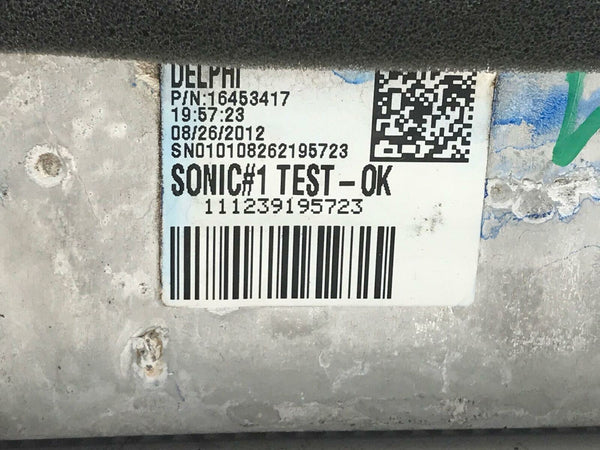 DELPHI
P/N:16453417
19:57:23
08/26/2012
SN010108262195723
SONIC#1 TEST-OK
111239195723